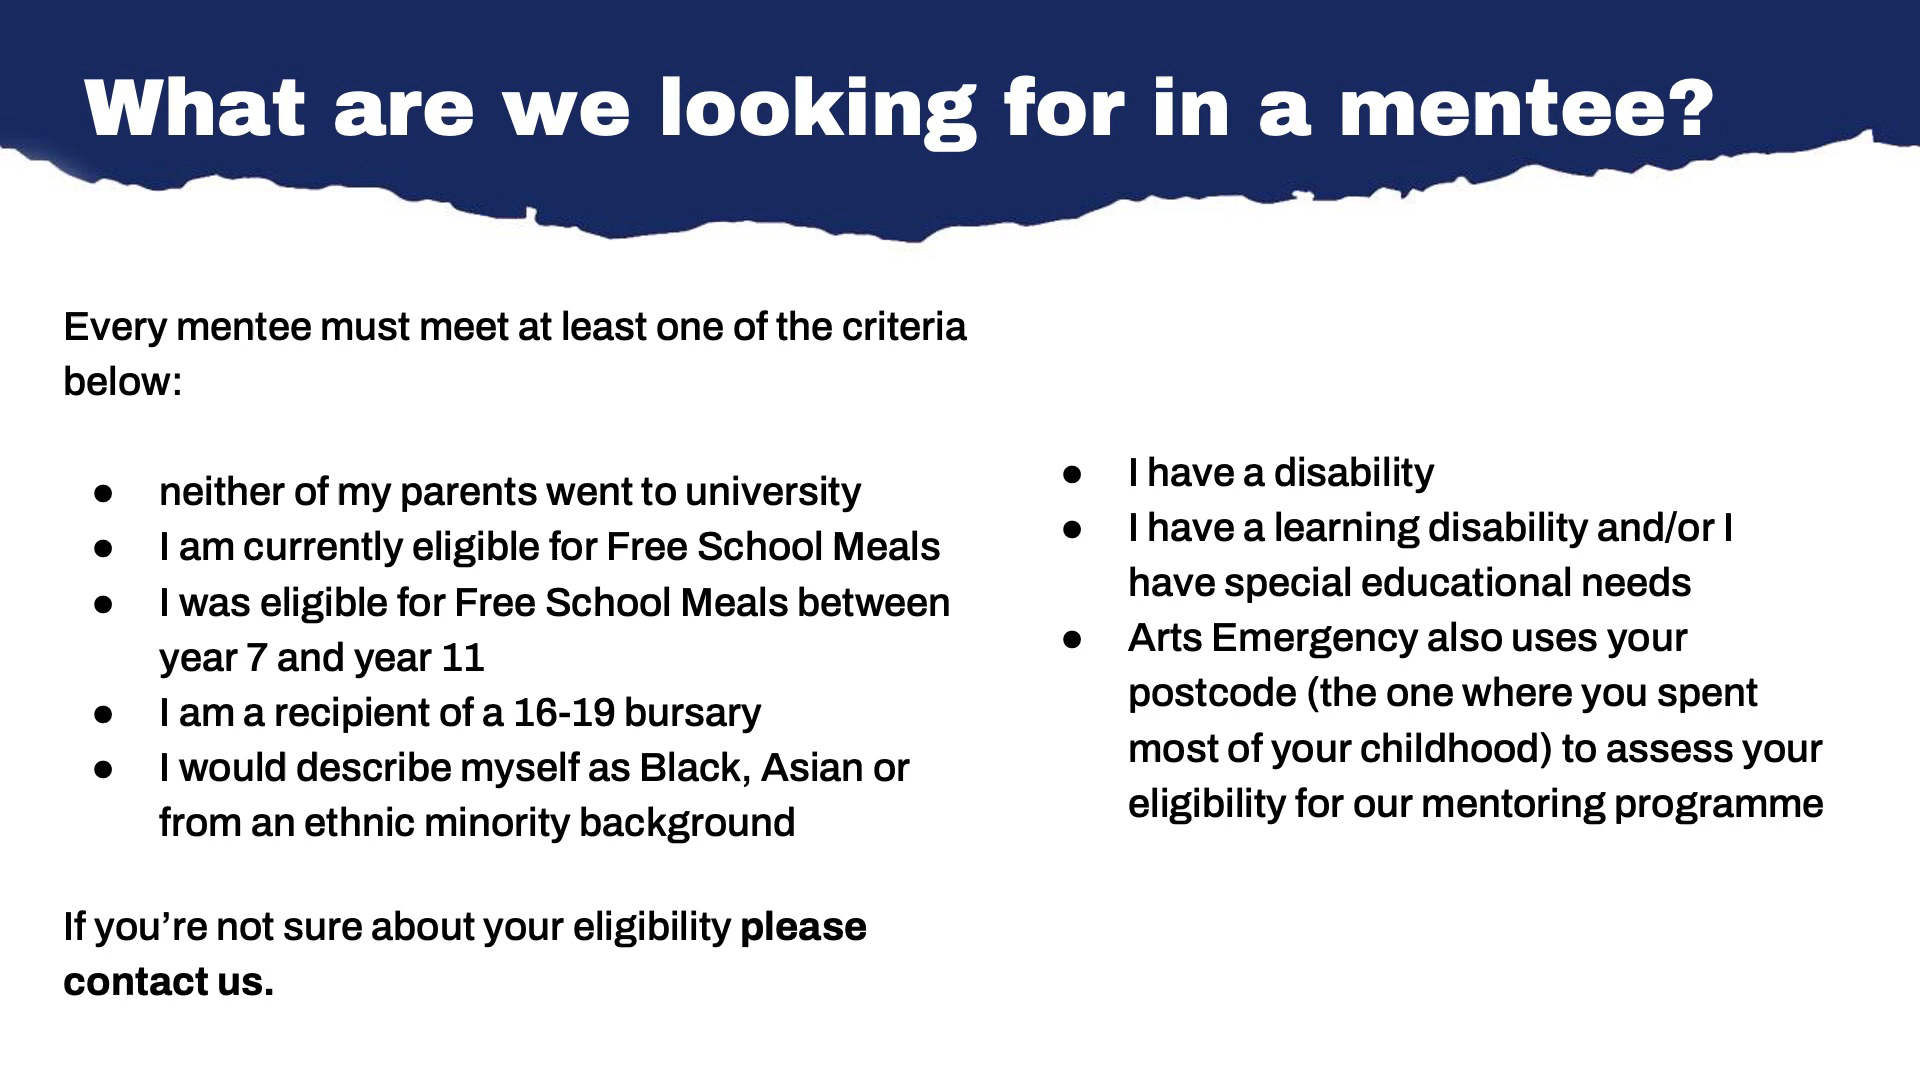 What are we looking for in a mentee?
Every mentee must meet at least one of the criteria
below:
● neither of my parents went to university
● I am currently eligible for Free School Meals
● I was eligible for Free School Meals between
year 7 and year 11
● I am a recipient of a 16-19 bursary
● I would describe myself as Black, Asian or
from an ethnic minority background
If you’re not sure about your eligibility please
contact us.
● I have a disability
● I have a learning disability and/or I
have special educational needs
● Arts Emergency also uses your
postcode (the one where you spent
most of your childhood) to assess your
eligibility for our mentoring programme